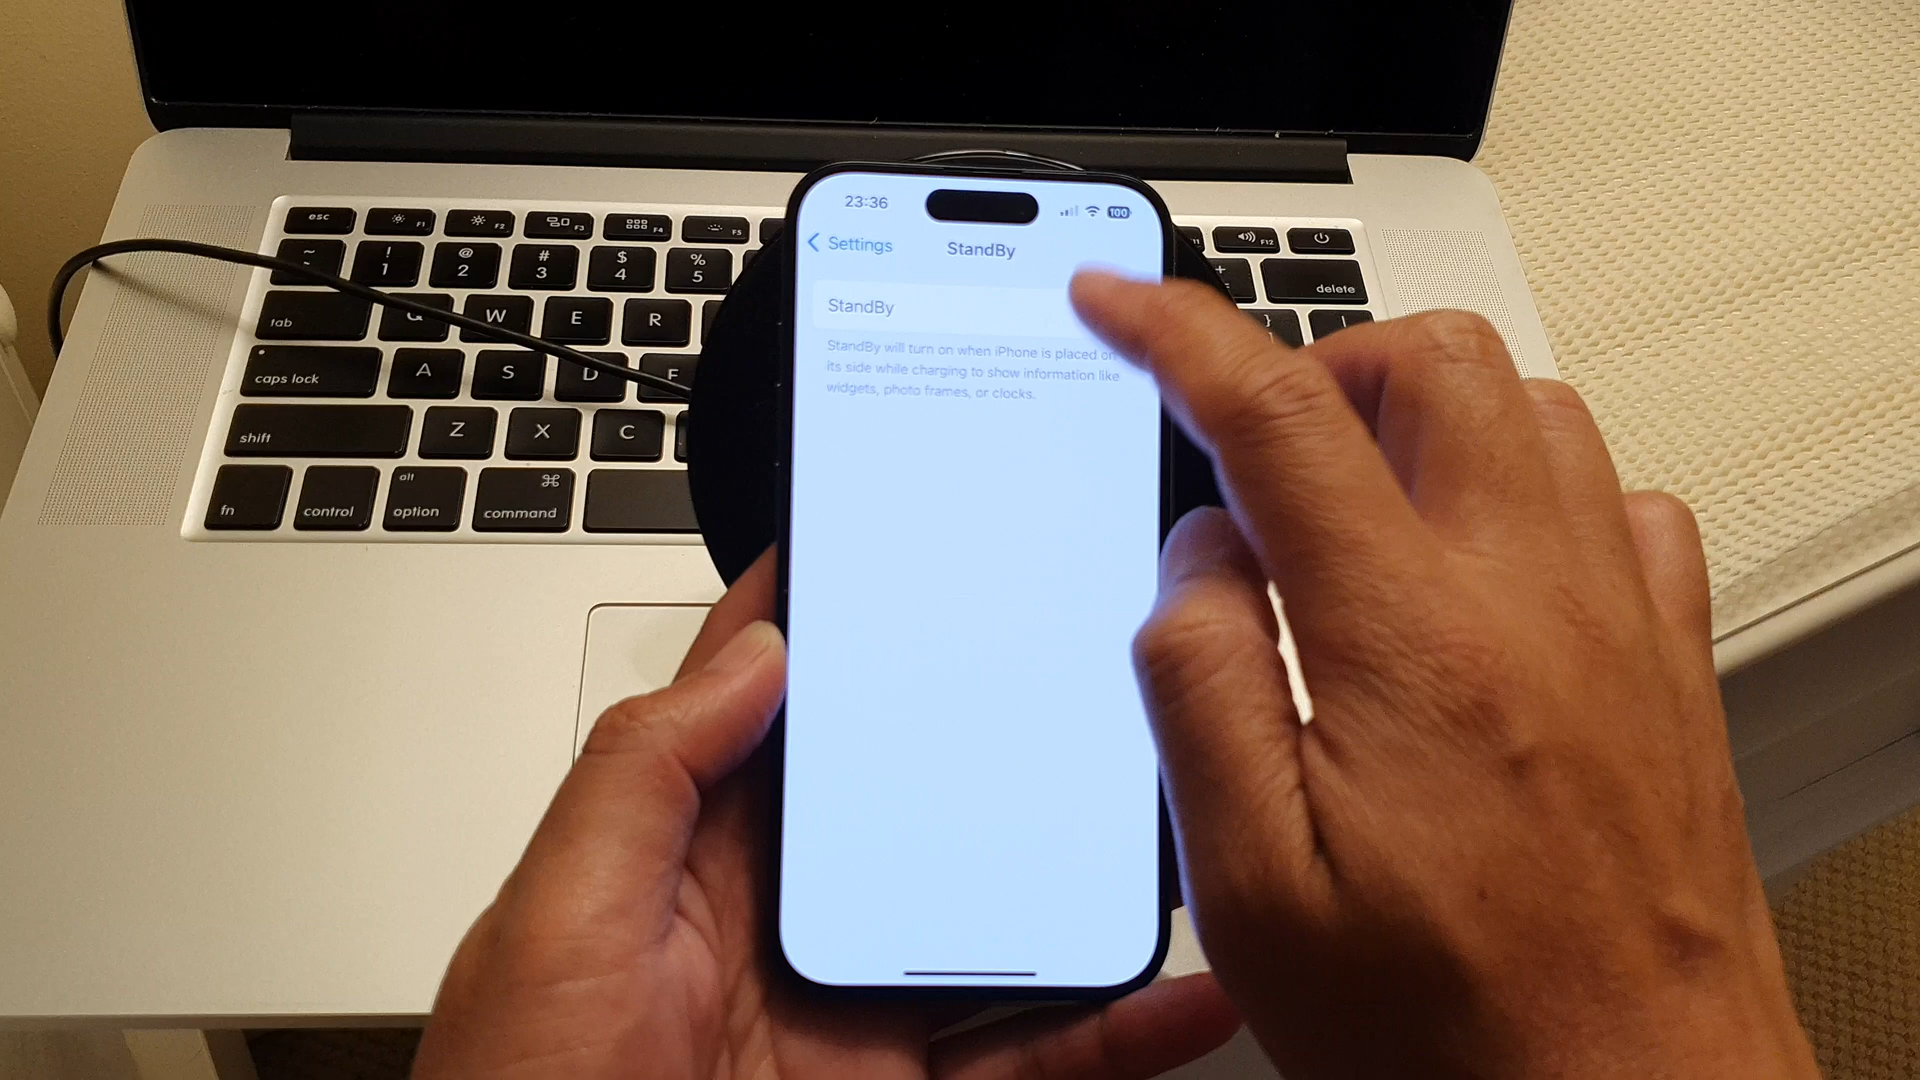 23:36
100
Settings
StandBy
StandBy
StandBy will turn on when iPhone is placed on
its side while charging to show information like
widgets, photo frames, or clocks.
esc F1 F2 F3 F4 F5 F12
~ ! 1 @ 2 # 3 $ 4 % 5 + delete
tab Q W E R }
caps lock A S D F
shift Z X C
fn control alt option command ⌘